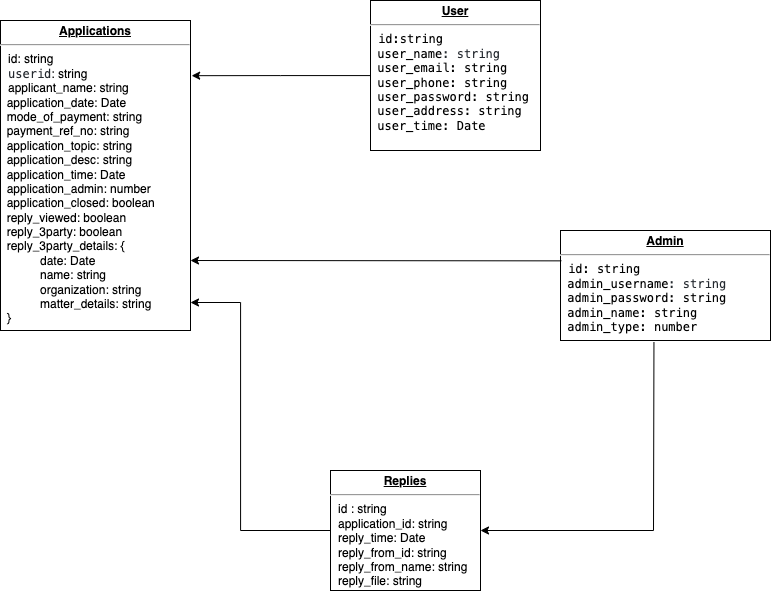 Applications
id: string
userid: string
applicant_name: string
application_date: Date
mode_of_payment: string
payment_ref_no: string
application_topic: string
application_desc: string
application_time: Date
application_admin: number
application_closed: boolean
reply_viewed: boolean
reply_3party: boolean
reply_3party_details: {
date: Date
name: string
organization: string
matter_details: string
}
User
id:string
user_name: string
user_email: string
user_phone: string
user_password: string
user_address: string
user_time: Date
Admin
id: string
admin_username: string
admin_password: string
admin_name: string
admin_type: number
Replies
id : string
application_id: string
reply_time: Date
reply_from_id: string
reply_from_name: string
reply_file: string